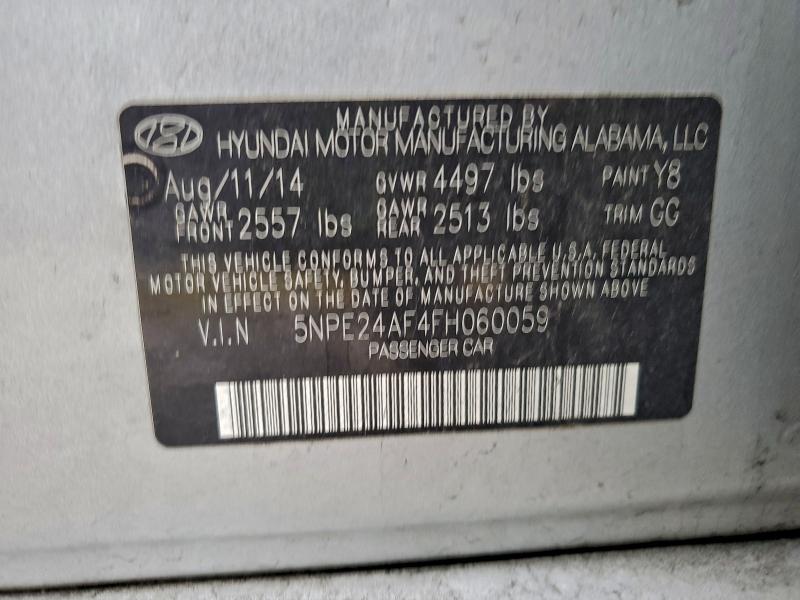 MANUFACTURED BY
HYUNDAI MOTOR MANUFACTURING ALABAMA, LLC
Aug/11/14 GVWR 4497 lbs PAINT Y8
GAWR FRONT 2557 lbs GAWR REAR 2513 lbs TRIM GG
THIS VEHICLE CONFORMS TO ALL APPLICABLE U.S.A. FEDERAL
MOTOR VEHICLE SAFETY, BUMPER, AND THEFT PREVENTION STANDARDS
IN EFFECT ON THE DATE OF MANUFACTURE SHOWN ABOVE.
V.I.N 5NPE24AF4FH060059
PASSENGER CAR